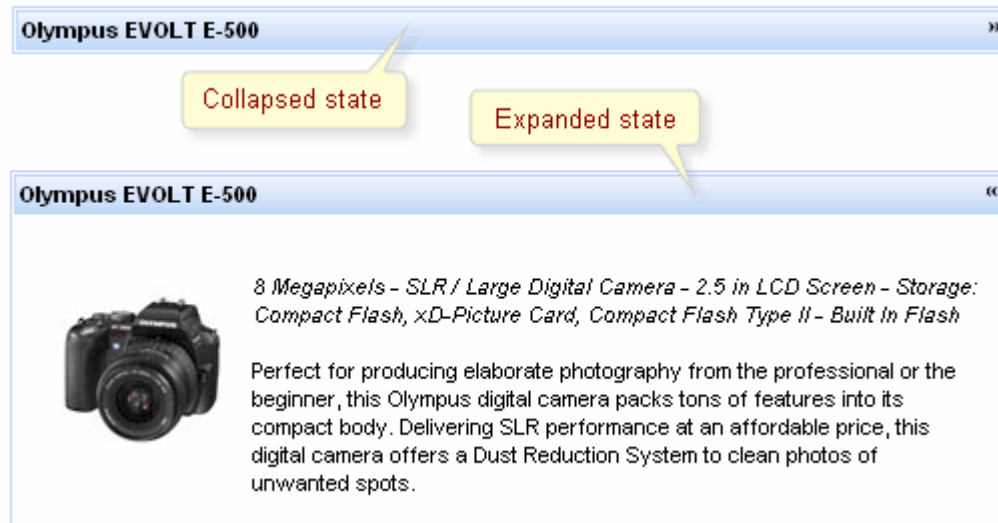 Olympus EVOLT E-500 »
Collapsed state
Expanded state
Olympus EVOLT E-500 «
8 Megapixels - SLR / Large Digital Camera - 2.5 in LCD Screen - Storage:
Compact Flash, xD-Picture Card, Compact Flash Type II - Built In Flash
OLYMPUS
Perfect for producing elaborate photography from the professional or the
beginner, this Olympus digital camera packs tons of features into its
compact body. Delivering SLR performance at an affordable price, this
digital camera offers a Dust Reduction System to clean photos of
unwanted spots.